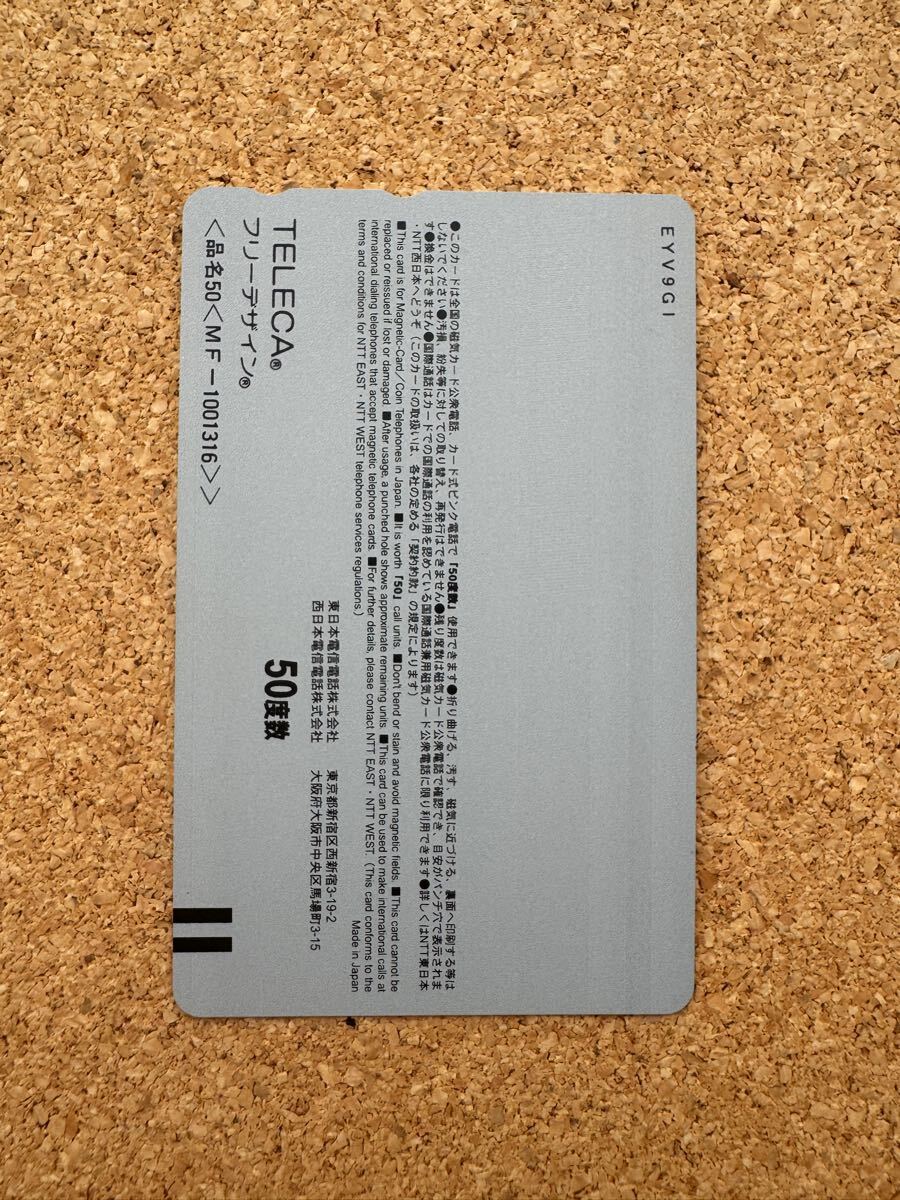 EYV9GI
●このカードは全国の磁気カード公衆電話、カード式ピンク電話で「50度数」使用できます●折り曲げる、汚す、磁気に近づける、裏面へ印刷する等は
しないでください●汚損、紛失等に対しての取り替え、再発行はできません●残り度数は磁気カード公衆電話で確認でき、目安がパンチ穴で表示されま
す●換金はできません●国際通話はカードでの国際通話の利用を認めている国際通話兼用磁気カード公衆電話に限り利用できます●詳しくはNTT東日本
・NTT西日本へどうぞ（このカードの取扱いは、各社の定める「契約約款」の規定によります）
■This card is for Magnetic-Card/Coin Telephones in Japan. ■It is worth「50」call units. ■Don't bend or stain and avoid magnetic fields. ■This card cannot be
replaced or reissued if lost or damaged. ■After usage, a punched hole shows approximate remaining units. ■This card can be used to make international calls at
international dialing telephones that accept magnetic telephone cards. ■For further details, please contact NTT EAST・NTT WEST. (This card conforms to the
terms and conditions for NTT EAST・NTT WEST telephone services regulations.)
Made in Japan
東日本電信電話株式会社 東京都新宿区西新宿3-19-2
西日本電信電話株式会社 大阪府大阪市中央区馬場町3-15
TELECA®
フリーデザイン®
50度数
＜品名50＜MF－1001316＞＞